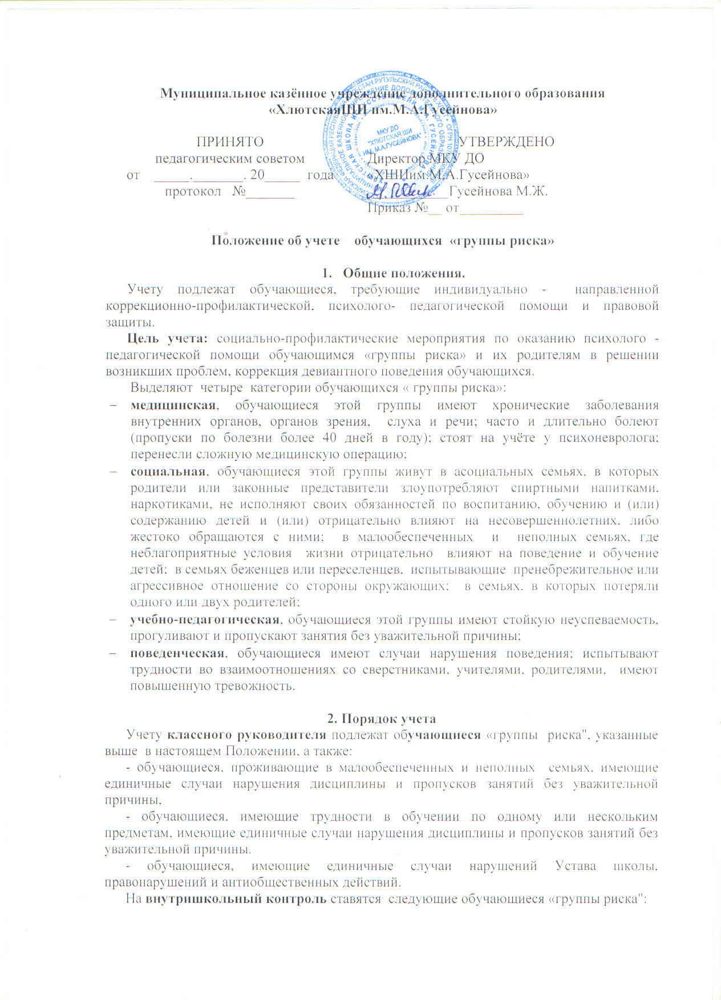 Муниципальное казённое учреждение дополнительного образования
«ХлютскаяШИ им.М.А.Гусейнова»
ПРИНЯТО
УТВЕРЖДЕНО
педагогическим советом
Директор МКУ ДО
от _____._______. 20_____ года
«ХШИим.М.А.Гусейнова»
протокол №_______
Гусейнова М.Ж.
Приказ №__ от_________
МКУ ДО
"ХЛЮТСКАЯ ШИ
ИМ. М.А.ГУСЕЙНОВА"
Положение об учете обучающихся «группы риска»
1. Общие положения.
Учету подлежат обучающиеся, требующие индивидуально - направленной
коррекционно-профилактической, психолого- педагогической помощи и правовой
защиты.
Цель учета: социально-профилактические мероприятия по оказанию психолого -
педагогической помощи обучающимся «группы риска» и их родителям в решении
возникших проблем, коррекция девиантного поведения обучающихся.
Выделяют четыре категории обучающихся « группы риска»:
– медицинская, обучающиеся этой группы имеют хронические заболевания
внутренних органов, органов зрения, слуха и речи; часто и длительно болеют
(пропуски по болезни более 40 дней в году); стоят на учёте у психоневролога;
перенесли сложную медицинскую операцию;
– социальная, обучающиеся этой группы живут в асоциальных семьях, в которых
родители или законные представители злоупотребляют спиртными напитками,
наркотиками, не исполняют своих обязанностей по воспитанию, обучению и (или)
содержанию детей и (или) отрицательно влияют на несовершеннолетних, либо
жестоко обращаются с ними; в малообеспеченных и неполных семьях, где
неблагоприятные условия жизни отрицательно влияют на поведение и обучение
детей; в семьях беженцев или переселенцев, испытывающие пренебрежительное или
агрессивное отношение со стороны окружающих; в семьях, в которых потеряли
одного или двух родителей;
– учебно-педагогическая, обучающиеся этой группы имеют стойкую неуспеваемость,
прогуливают и пропускают занятия без уважительной причины;
– поведенческая, обучающиеся имеют случаи нарушения поведения; испытывают
трудности во взаимоотношениях со сверстниками, учителями, родителями, имеют
повышенную тревожность.
2. Порядок учета
Учету классного руководителя подлежат обучающиеся «группы риска", указанные
выше в настоящем Положении, а также:
- обучающиеся, проживающие в малообеспеченных и неполных семьях, имеющие
единичные случаи нарушения дисциплины и пропусков занятий без уважительной
причины,
- обучающиеся, имеющие трудности в обучении по одному или нескольким
предметам, имеющие единичные случаи нарушения дисциплины и пропусков занятий без
уважительной причины.
- обучающиеся, имеющие единичные случаи нарушений Устава школы,
правонарушений и антиобщественных действий.
На внутришкольный контроль ставятся следующие обучающиеся «группы риска":